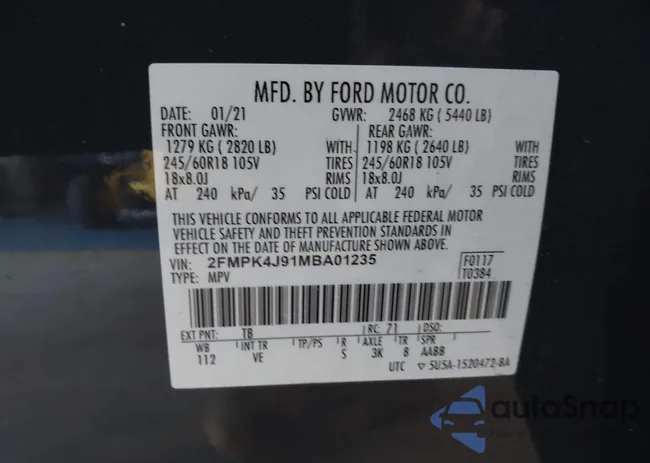 MFD. BY FORD MOTOR CO.
DATE: 01/21 GVWR: 2468 KG ( 5440 LB)
FRONT GAWR: REAR GAWR:
1279 KG ( 2820 LB) WITH 1198 KG ( 2640 LB) WITH
245/60R18 105V TIRES 245/60R18 105V TIRES
18x8.0J RIMS 18x8.0J RIMS
AT 240 kPa/ 35 PSI COLD AT 240 kPa/ 35 PSI COLD
THIS VEHICLE CONFORMS TO ALL APPLICABLE FEDERAL MOTOR
VEHICLE SAFETY AND THEFT PREVENTION STANDARDS IN
EFFECT ON THE DATE OF MANUFACTURE SHOWN ABOVE.
VIN: 2FMPK4J91MBA01235 F0117
TYPE: MPV T0384
EXT PNT: TB RC: 71 DSO:
WB INT TR TP/PS R AXLE TR SPR
112 VE S 3K 8 AABB
UTC ▽ 5U5A-1520472-BA
autoSnap